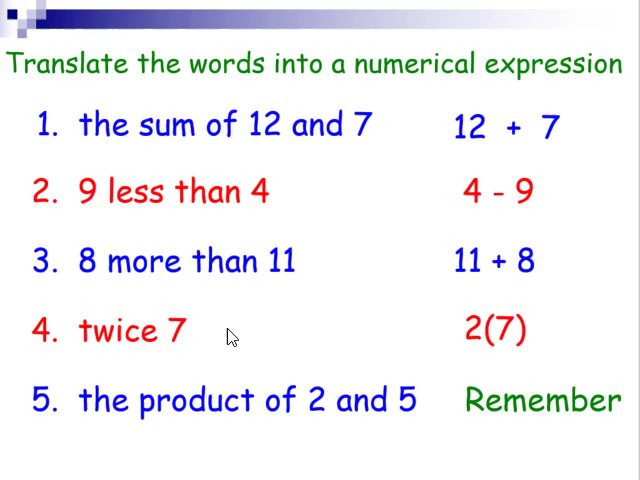 Translate the words into a numerical expression
1. the sum of 12 and 7 12 + 7
2. 9 less than 4 4 - 9
3. 8 more than 11 11 + 8
4. twice 7 2(7)
5. the product of 2 and 5 Remember